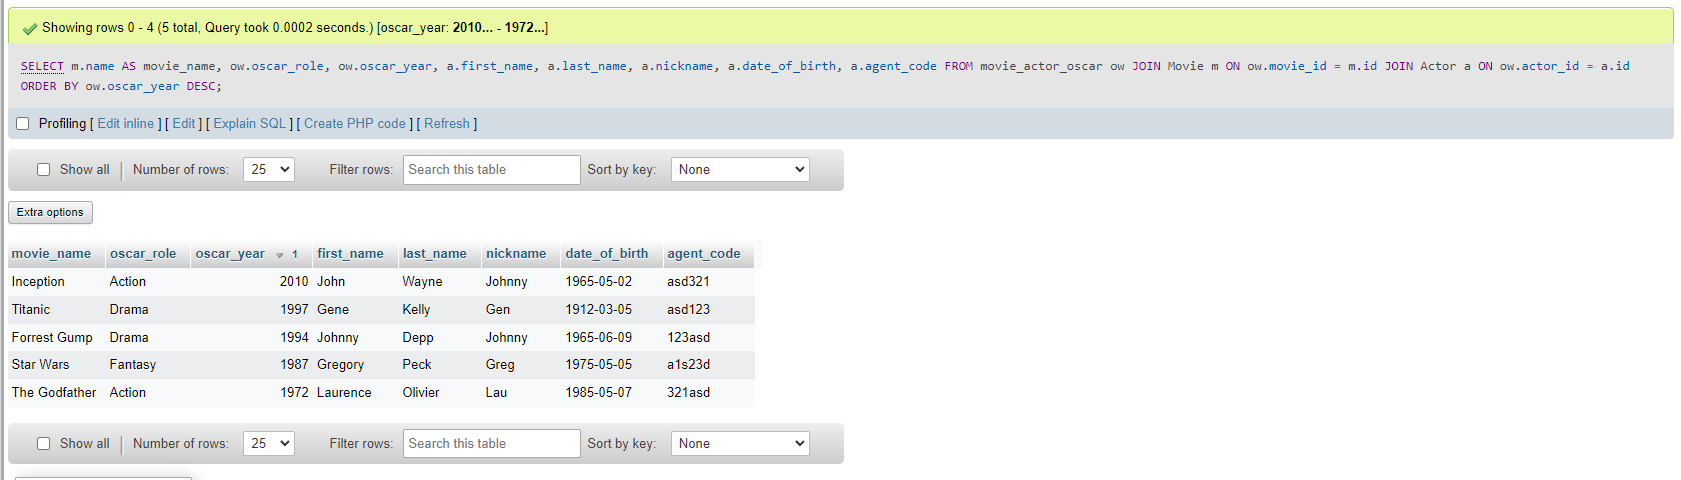 Showing rows 0 - 4 (5 total, Query took 0.0002 seconds.) [oscar_year: 2010... - 1972...]
SELECT m.name AS movie_name, ow.oscar_role, ow.oscar_year, a.first_name, a.last_name, a.nickname, a.date_of_birth, a.agent_code FROM movie_actor_oscar ow JOIN Movie m ON ow.movie_id = m.id JOIN Actor a ON ow.actor_id = a.id
ORDER BY ow.oscar_year DESC;
Profiling [ Edit inline ] [ Edit ] [ Explain SQL ] [ Create PHP code ] [ Refresh ]
Show all | Number of rows: 25 Filter rows: Search this table Sort by key: None
Extra options
movie_name oscar_role oscar_year 1 first_name last_name nickname date_of_birth agent_code
Inception Action 2010 John Wayne Johnny 1965-05-02 asd321
Titanic Drama 1997 Gene Kelly Gen 1912-03-05 asd123
Forrest Gump Drama 1994 Johnny Depp Johnny 1965-06-09 123asd
Star Wars Fantasy 1987 Gregory Peck Greg 1975-05-05 a1s23d
The Godfather Action 1972 Laurence Olivier Lau 1985-05-07 321asd
Show all | Number of rows: 25 Filter rows: Search this table Sort by key: None